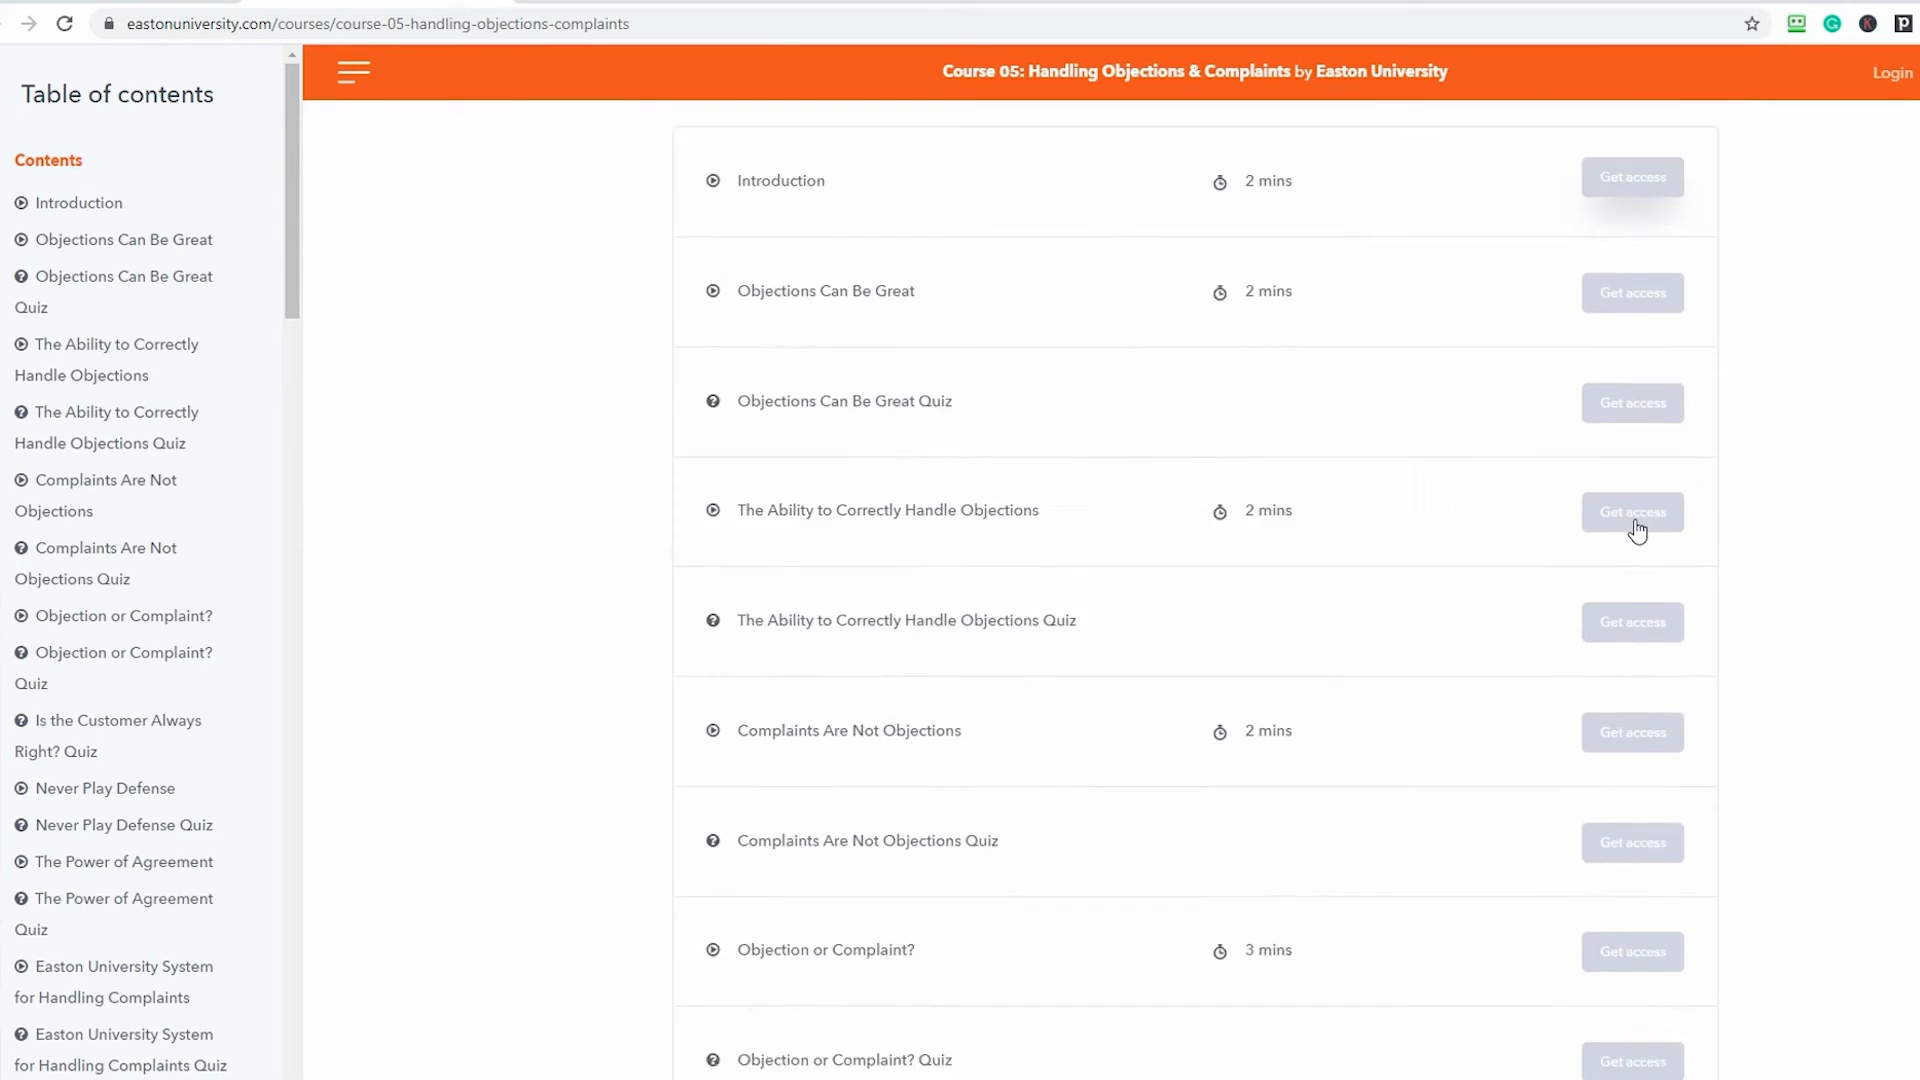 eastonuniversity.com/courses/course-05-handling-objections-complaints
Table of contents
Contents
Introduction
Objections Can Be Great
Objections Can Be Great
Quiz
The Ability to Correctly
Handle Objections
The Ability to Correctly
Handle Objections Quiz
Complaints Are Not
Objections
Complaints Are Not
Objections Quiz
Objection or Complaint?
Objection or Complaint?
Quiz
Is the Customer Always
Right? Quiz
Never Play Defense
Never Play Defense Quiz
The Power of Agreement
The Power of Agreement
Quiz
Easton University System
for Handling Complaints
Easton University System
for Handling Complaints Quiz
Course 05: Handling Objections & Complaints by Easton University
Login
Introduction 2 mins Get access
Objections Can Be Great 2 mins Get access
Objections Can Be Great Quiz Get access
The Ability to Correctly Handle Objections 2 mins Get access
The Ability to Correctly Handle Objections Quiz Get access
Complaints Are Not Objections 2 mins Get access
Complaints Are Not Objections Quiz Get access
Objection or Complaint? 3 mins Get access
Objection or Complaint? Quiz Get access